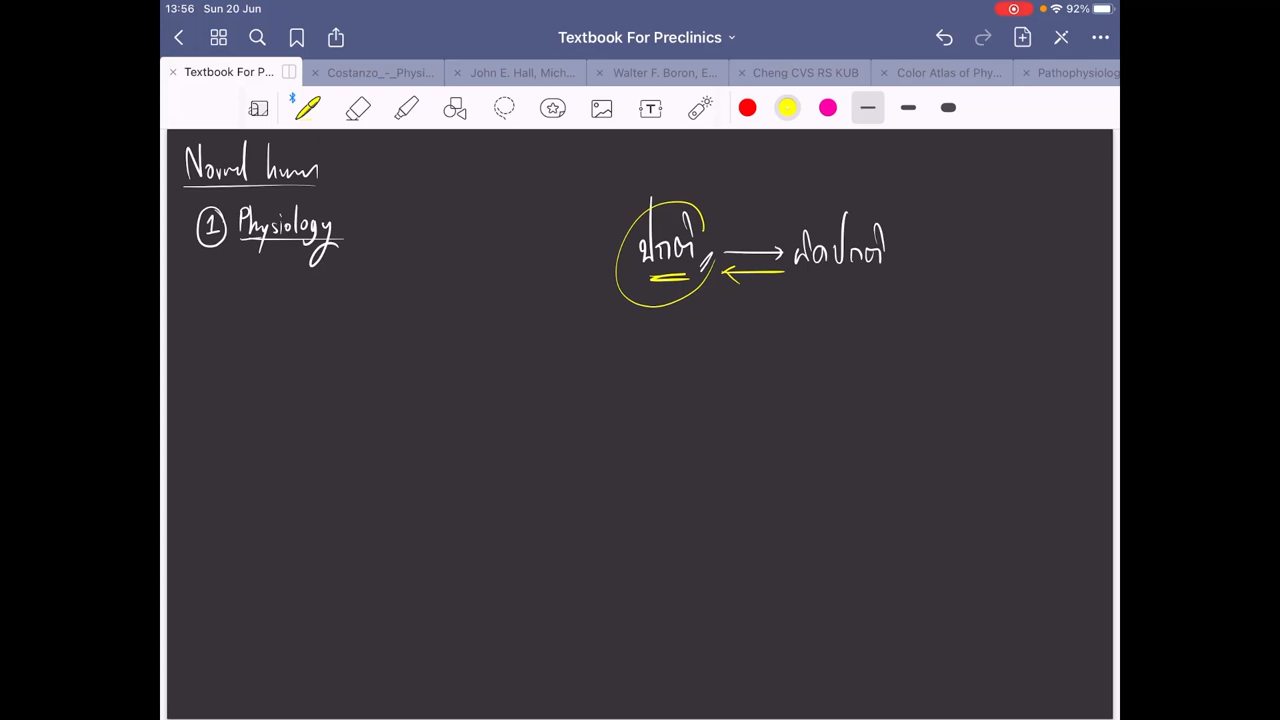 13:56 Sun 20 Jun 92%
Textbook For Preclinics
Textbook For P... Costanzo_-_Physi... John E. Hall, Mich... Walter F. Boron, E... Cheng CVS RS KUB Color Atlas of Phy... Pathophysiolog
Normal human
① Physiology
ปกติ → ผิดปกติ
←